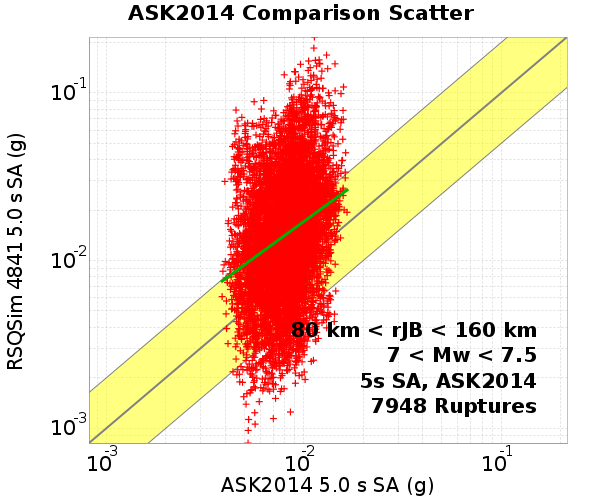 ASK2014 Comparison Scatter
RSQSim 4841 5.0 s SA (g)
10-1
10-2
10-3
80 km < rJB < 160 km
7 < Mw < 7.5
5s SA, ASK2014
7948 Ruptures
10-3 10-2 10-1
ASK2014 5.0 s SA (g)